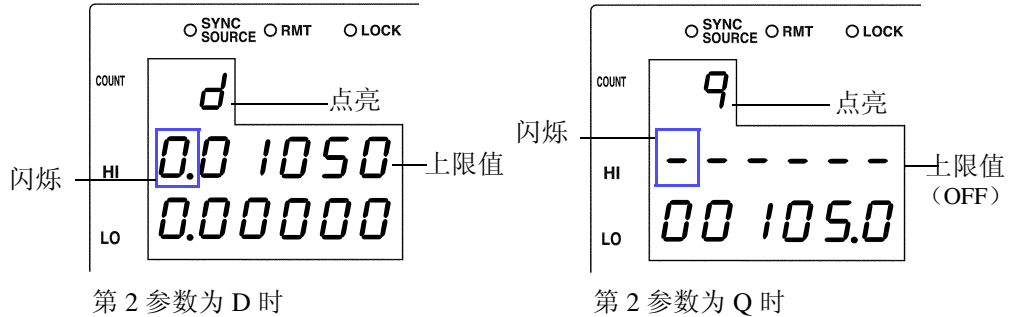 SYNC SOURCE RMT LOCK
COUNT d 点亮
闪烁 HI 0.01050 上限值
LO 0.00000
第 2 参数为 D 时
SYNC SOURCE RMT LOCK
COUNT q 点亮
闪烁
HI - - - - - - 上限值
（OFF）
LO 00105.0
第 2 参数为 Q 时